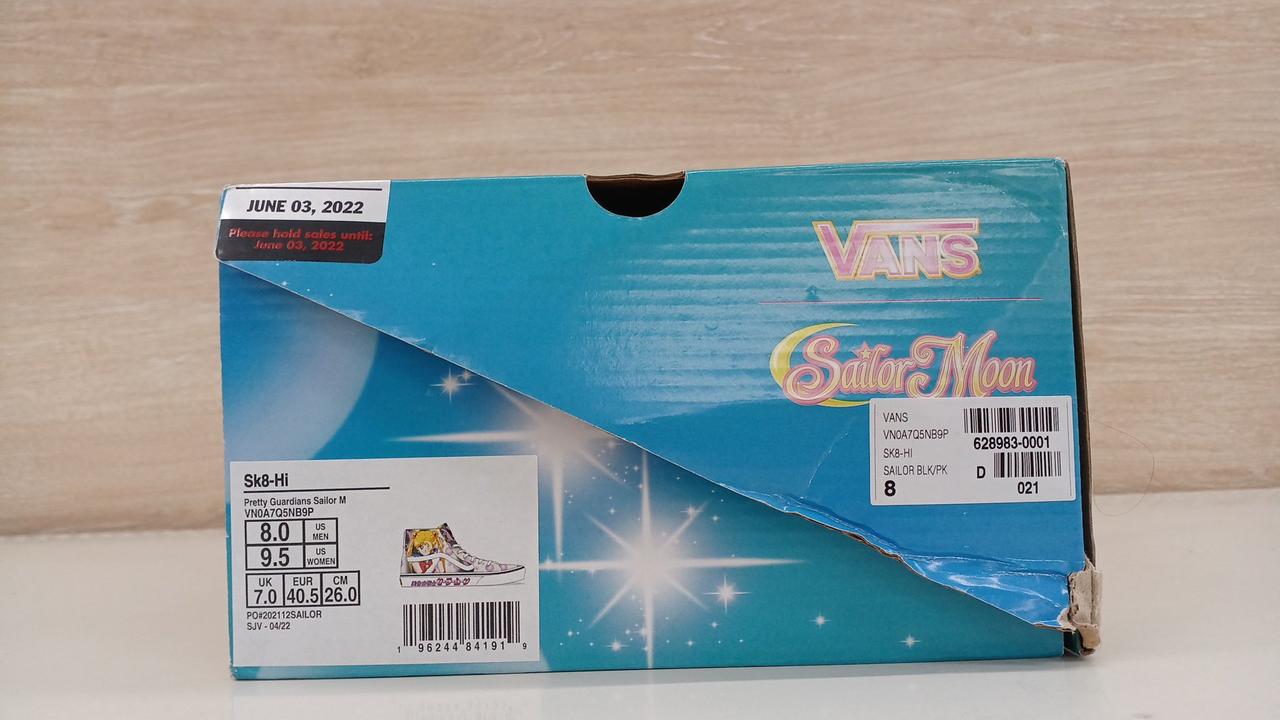 JUNE 03, 2022
Please hold sales until:
June 03, 2022
VANS
Sailor Moon
VANS
VN0A7Q5NB9P
628983-0001
SK8-HI
SAILOR BLK/PK
D
8
021
Sk8-Hi
Pretty Guardians Sailor M
VN0A7Q5NB9P
8.0 US MEN
9.5 US WOMEN
UK EUR CM
7.0 40.5 26.0
PO#202112SAILOR
SJV - 04/22
1 96244 84191 9